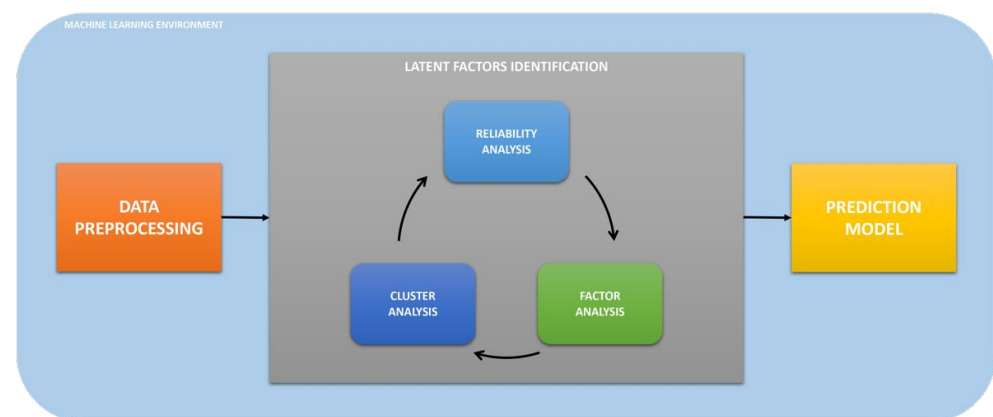 MACHINE LEARNING ENVIRONMENT
LATENT FACTORS IDENTIFICATION
RELIABILITY
ANALYSIS
DATA
PREPROCESSING
PREDICTION
MODEL
CLUSTER
ANALYSIS
FACTOR
ANALYSIS